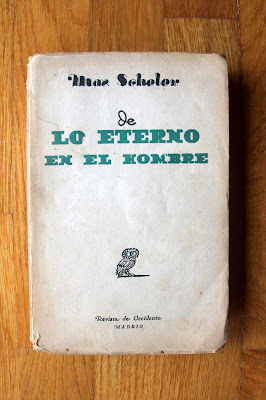 Max Scheler
de
LO ETERNO
EN EL HOMBRE
Revista de Occidente
MADRID